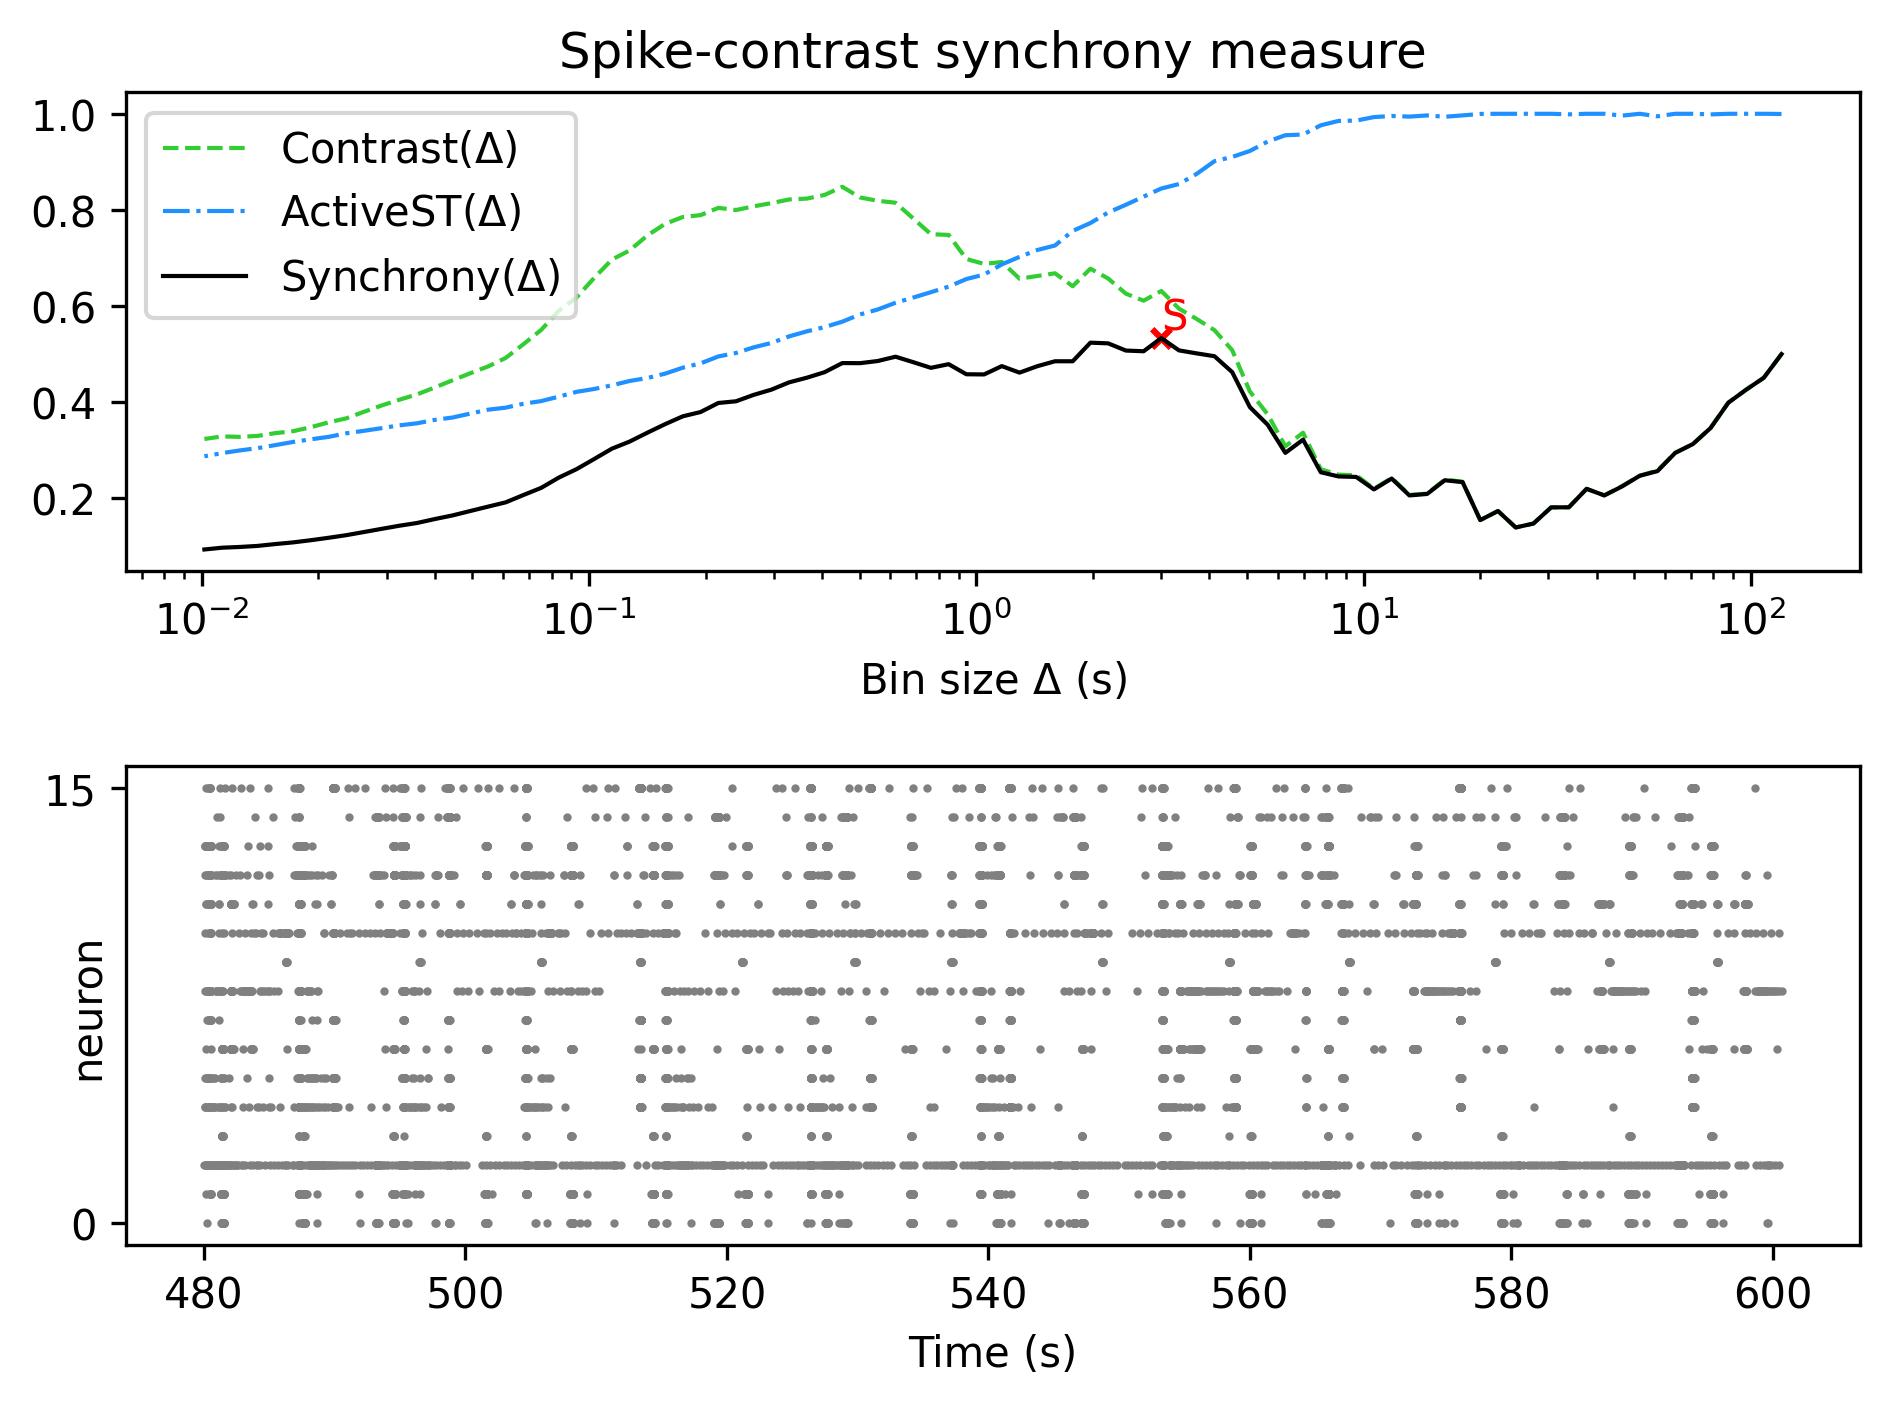 Spike-contrast synchrony measure
1.0
0.8
0.6
0.4
0.2
Contrast(Δ)
ActiveST(Δ)
Synchrony(Δ)
S
10⁻² 10⁻¹ 10⁰ 10¹ 10²
Bin size Δ (s)
15
0
neuron
480 500 520 540 560 580 600
Time (s)